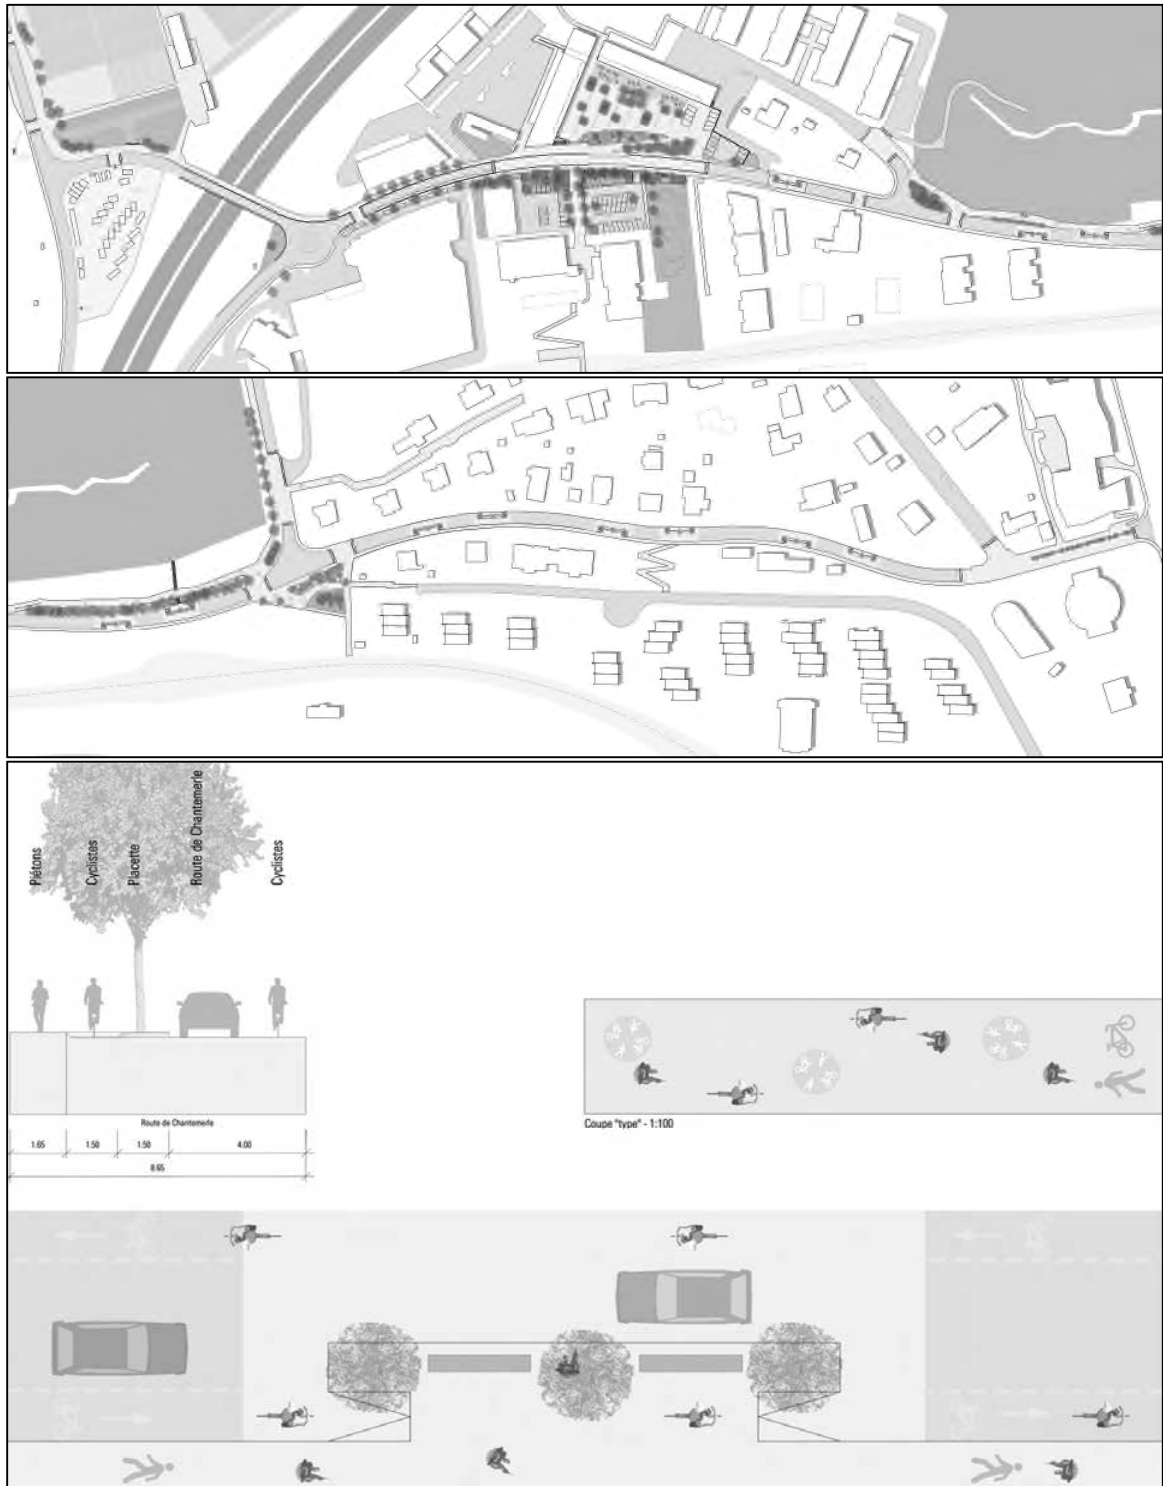 Piétons
Cyclistes
Placette
Route de Chantemerle
Cyclistes
Route de Chantemerle
1.65
1.50
1.50
4.00
8.65
Coupe "type" - 1:100